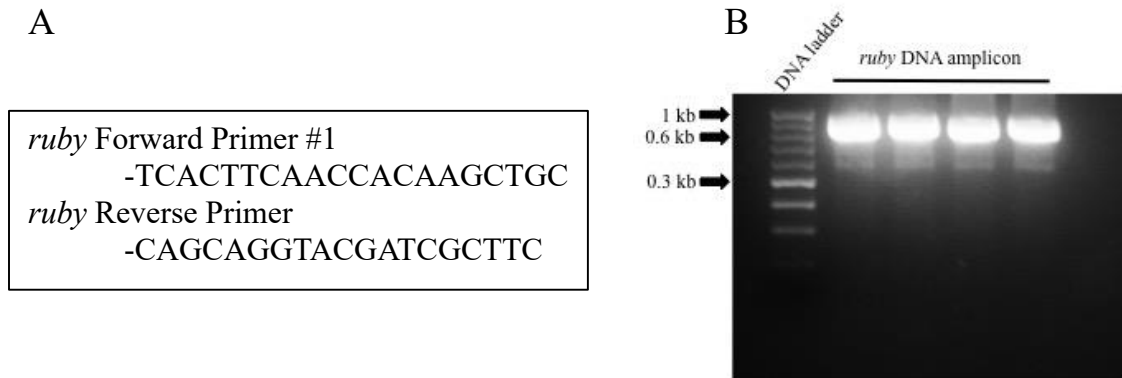 A
ruby Forward Primer #1
-TCACTTCAACCACAAGCTGC
ruby Reverse Primer
-CAGCAGGTACGATCGCTTC
B
DNA ladder
ruby DNA amplicon
1 kb
0.6 kb
0.3 kb